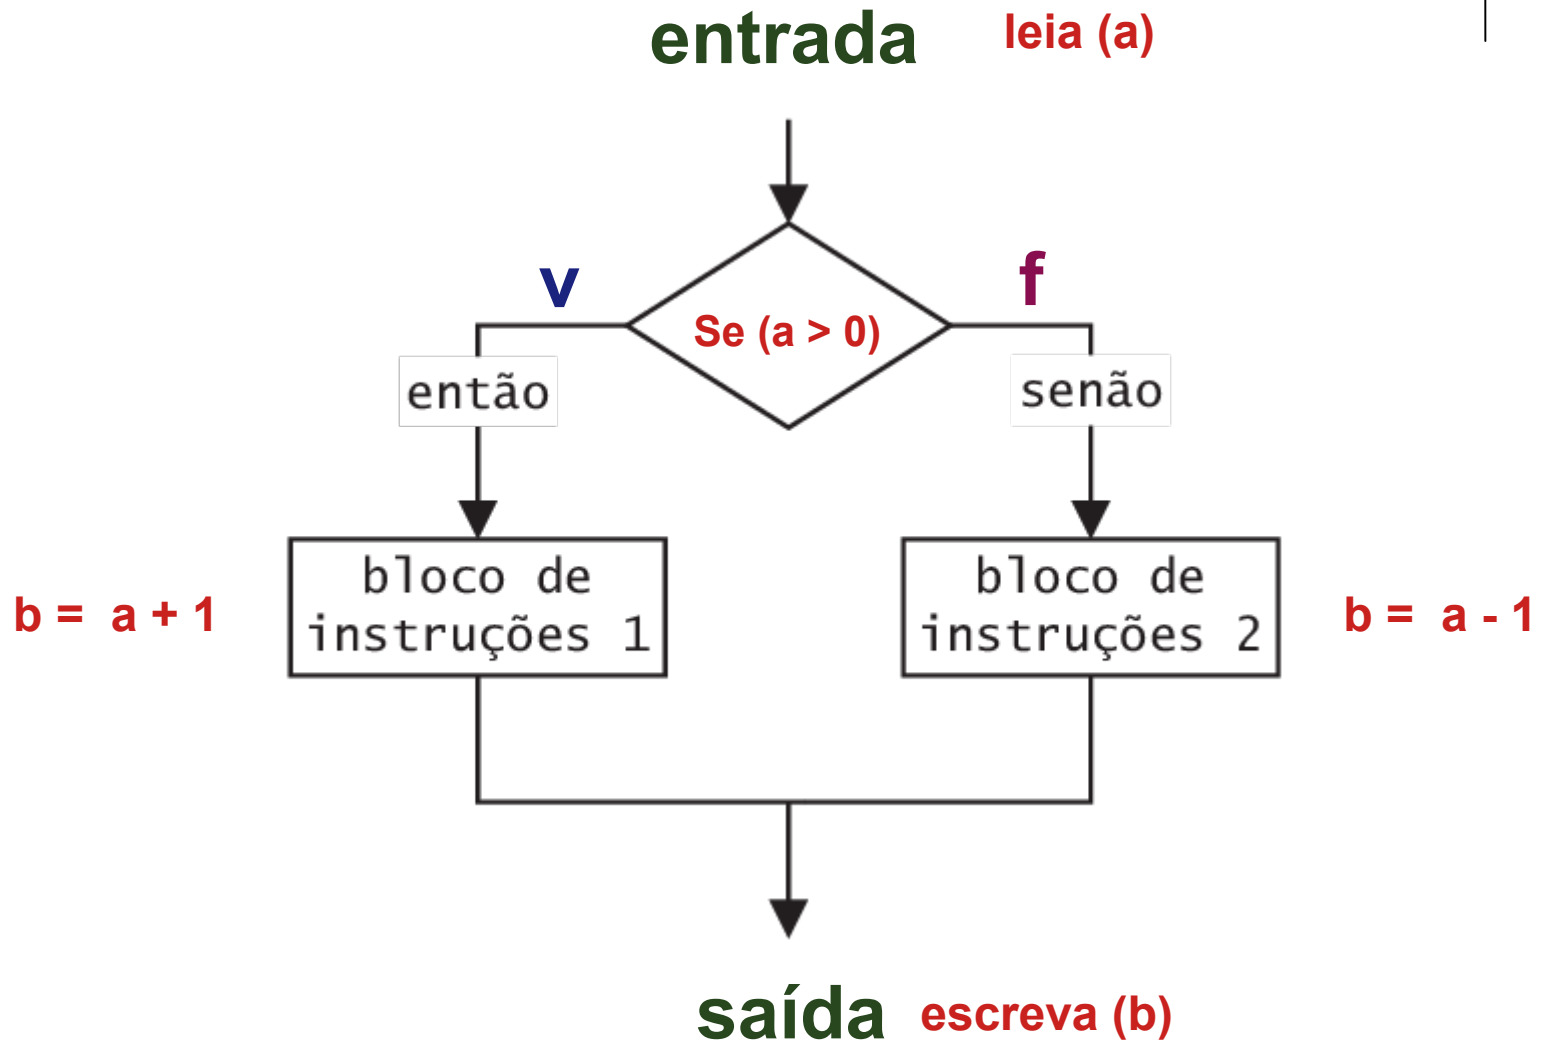 entrada leia (a)
v f
Se (a > 0)
então senão
bloco de
instruções 1
bloco de
instruções 2
b = a + 1
b = a - 1
saída escreva (b)